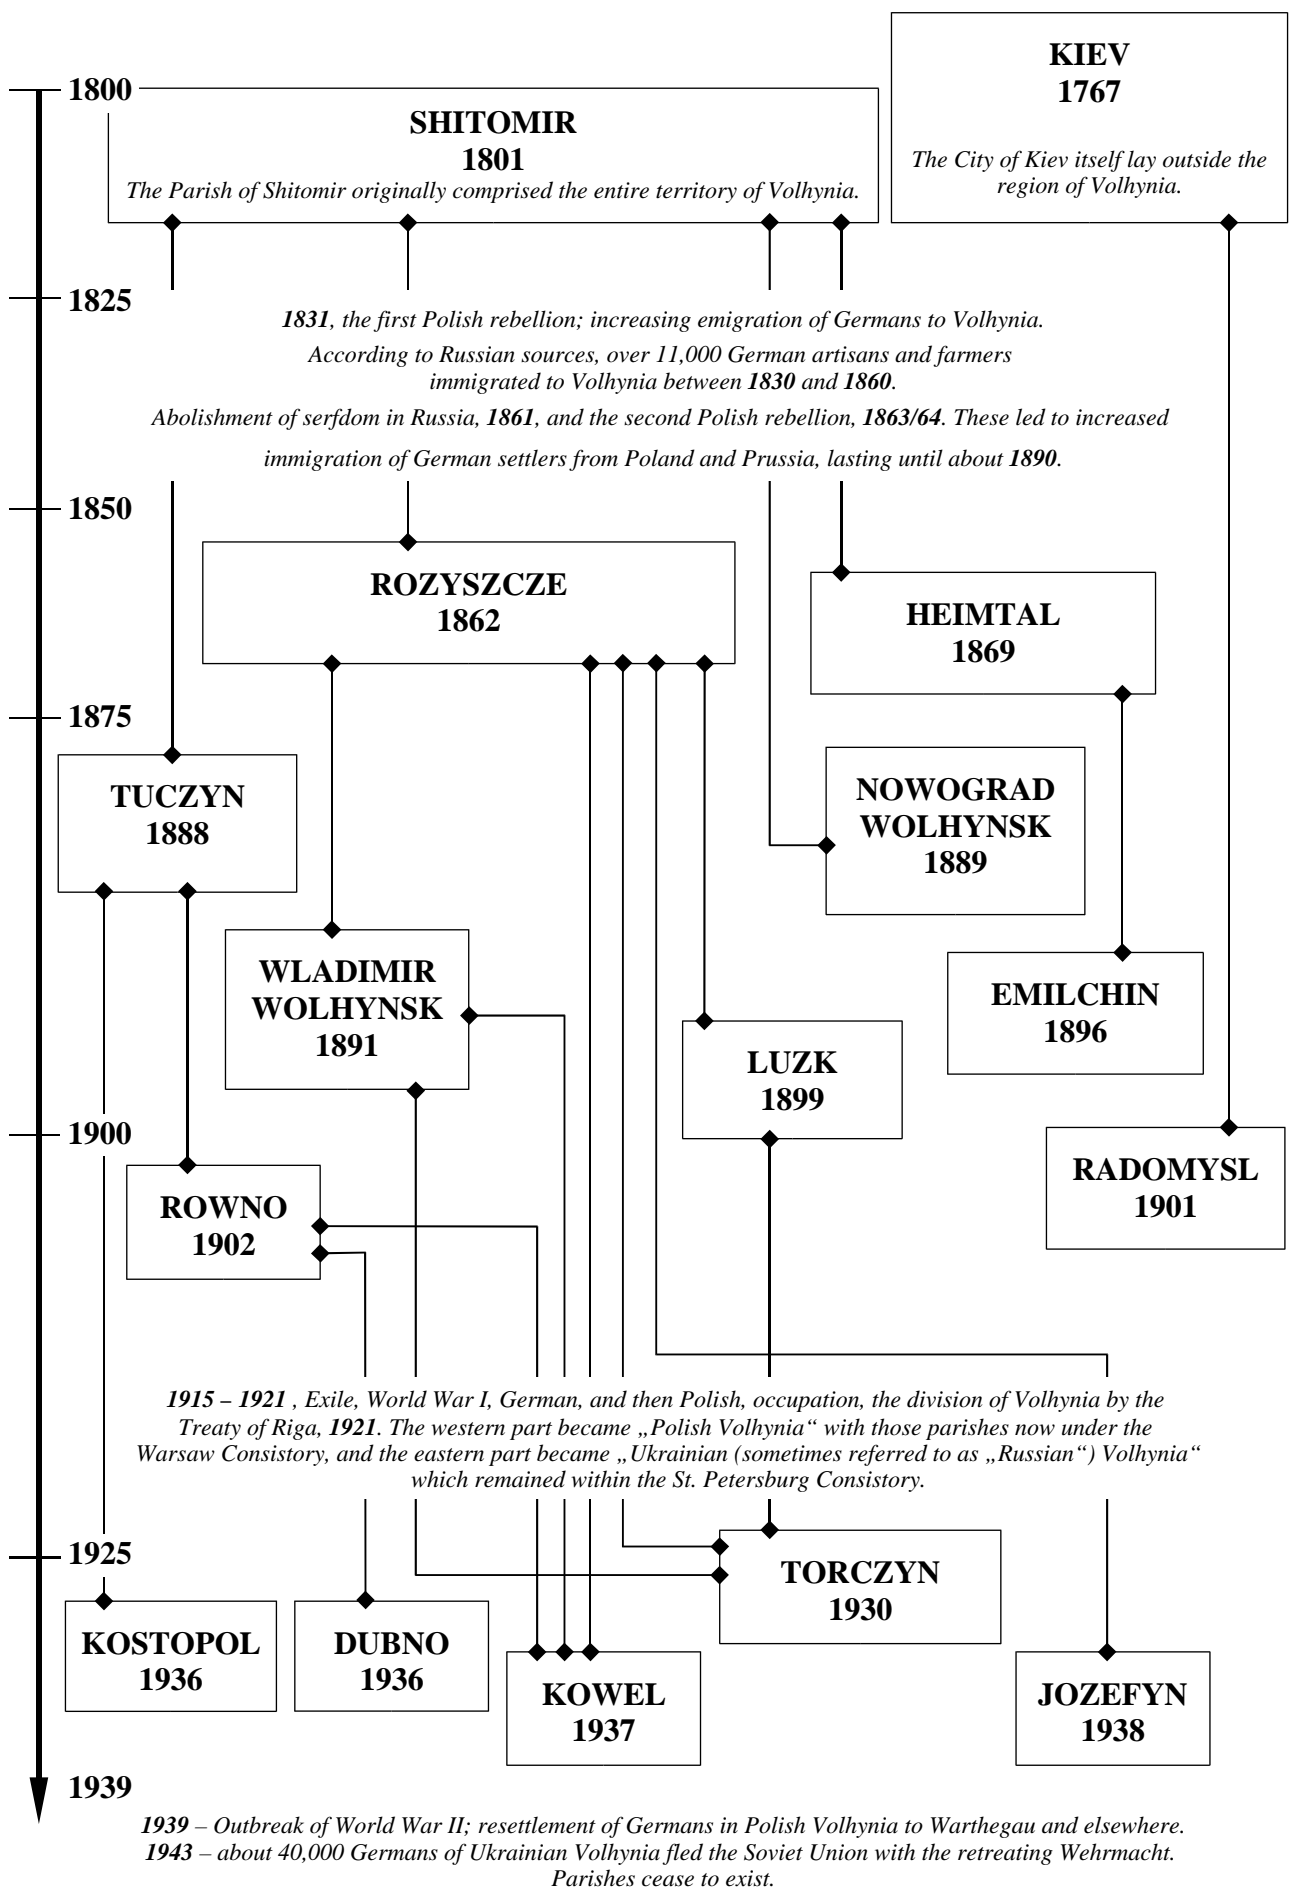 KIEV
1767
The City of Kiev itself lay outside the
region of Volhynia.
1800
SHITOMIR
1801
The Parish of Shitomir originally comprised the entire territory of Volhynia.
1825
1831, the first Polish rebellion; increasing emigration of Germans to Volhynia.
According to Russian sources, over 11,000 German artisans and farmers
immigrated to Volhynia between 1830 and 1860.
Abolishment of serfdom in Russia, 1861, and the second Polish rebellion, 1863/64. These led to increased
immigration of German settlers from Poland and Prussia, lasting until about 1890.
1850
ROZYSZCZE
1862
HEIMTAL
1869
1875
TUCZYN
1888
NOWOGRAD
WOLHYNSK
1889
WLADIMIR
WOLHYNSK
1891
EMILCHIN
1896
LUZK
1899
1900
RADOMYSL
1901
ROWNO
1902
1915 – 1921 , Exile, World War I, German, and then Polish, occupation, the division of Volhynia by the
Treaty of Riga, 1921. The western part became „Polish Volhynia“ with those parishes now under the
Warsaw Consistory, and the eastern part became „Ukrainian (sometimes referred to as „Russian“) Volhynia“
which remained within the St. Petersburg Consistory.
1925
TORCZYN
1930
KOSTOPOL
1936
DUBNO
1936
KOWEL
1937
JOZEFYN
1938
1939
1939 – Outbreak of World War II; resettlement of Germans in Polish Volhynia to Warthegau and elsewhere.
1943 – about 40,000 Germans of Ukrainian Volhynia fled the Soviet Union with the retreating Wehrmacht.
Parishes cease to exist.